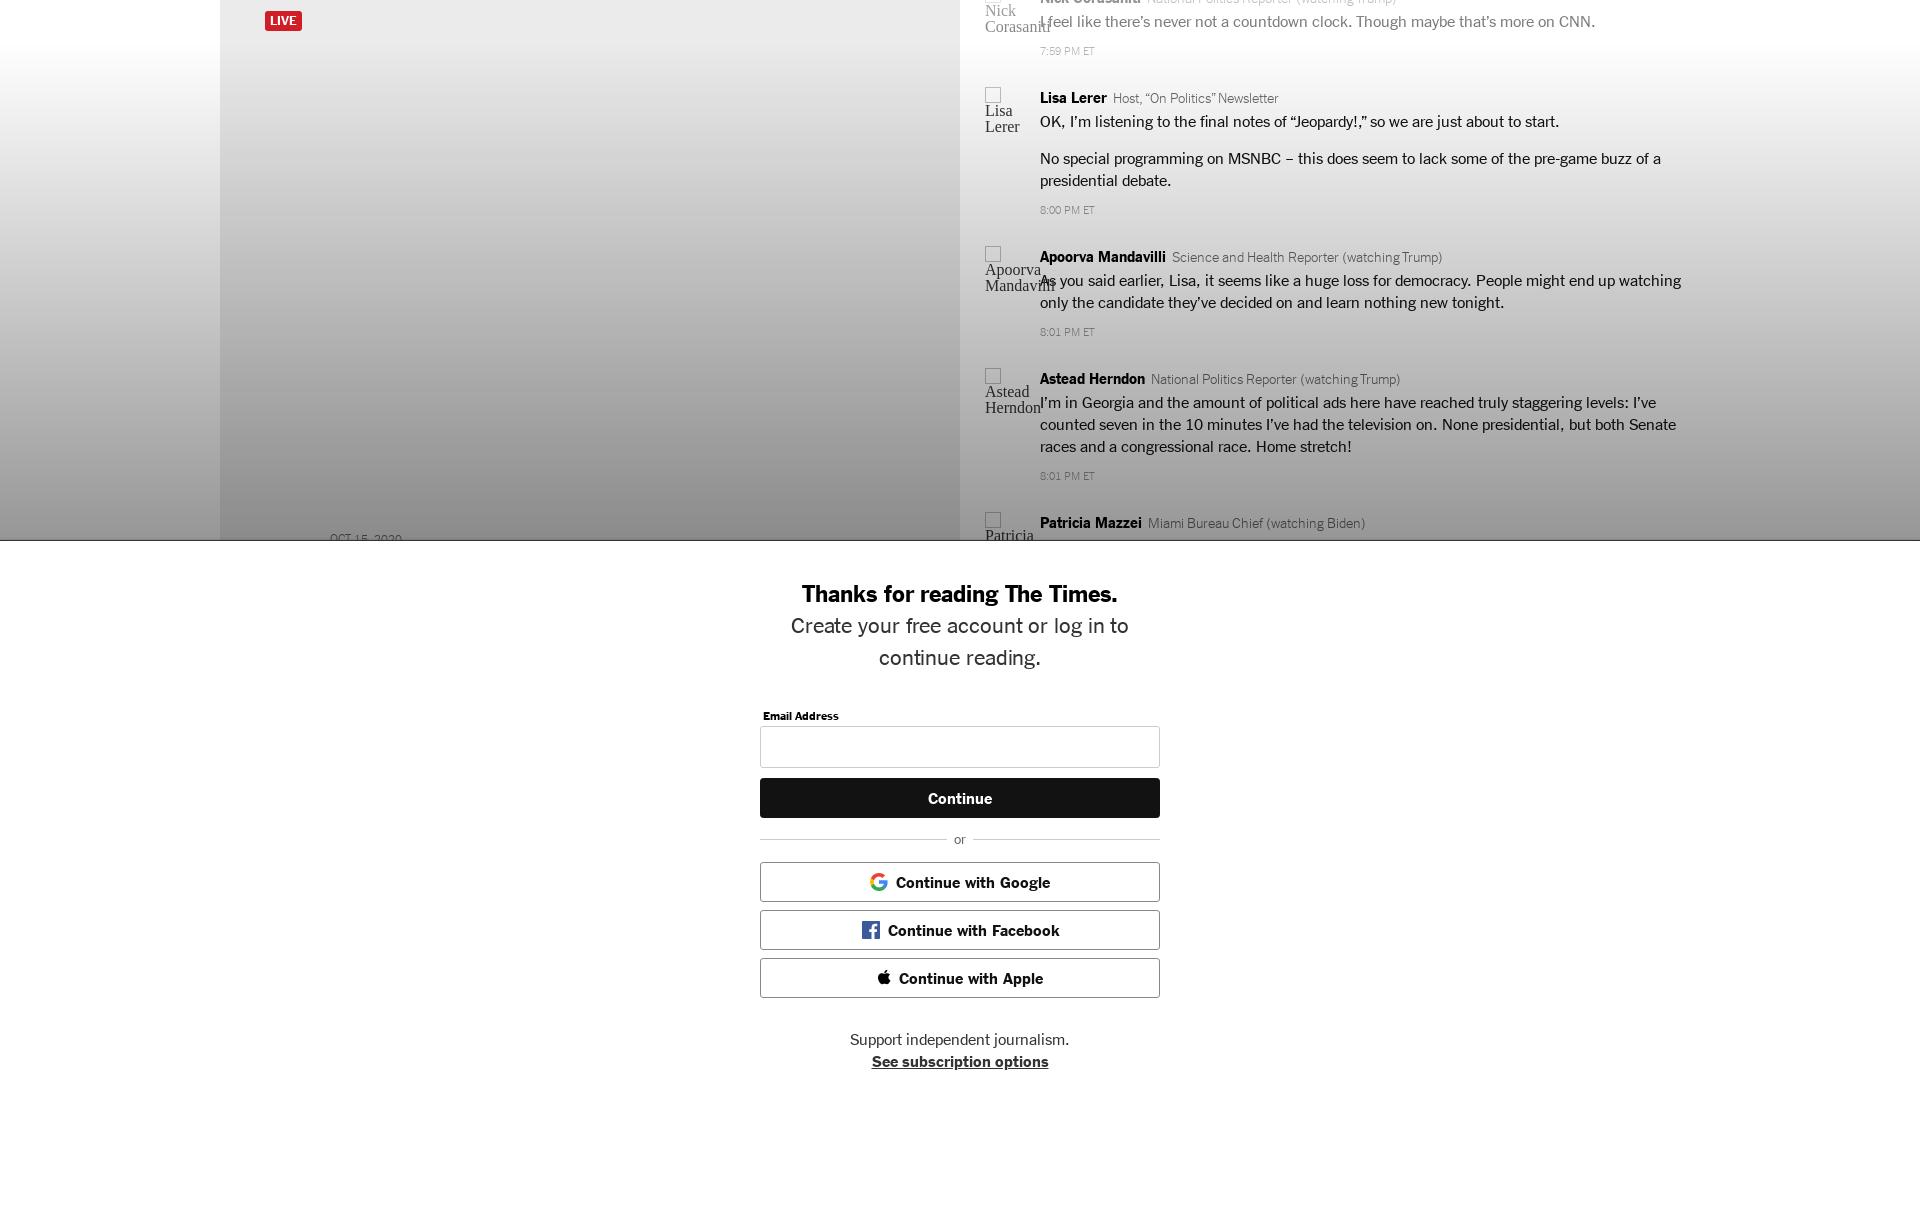 LIVE
Nick Corasaniti National Politics Reporter (watching Trump)
Nick
Corasaniti
I feel like there’s never not a countdown clock. Though maybe that’s more on CNN.
7:59 PM ET
Lisa
Lerer
Lisa Lerer Host, “On Politics” Newsletter
OK, I’m listening to the final notes of “Jeopardy!,” so we are just about to start.
No special programming on MSNBC – this does seem to lack some of the pre-game buzz of a
presidential debate.
8:00 PM ET
Apoorva
Mandavilli
Apoorva Mandavilli Science and Health Reporter (watching Trump)
As you said earlier, Lisa, it seems like a huge loss for democracy. People might end up watching
only the candidate they’ve decided on and learn nothing new tonight.
8:01 PM ET
Astead
Herndon
Astead Herndon National Politics Reporter (watching Trump)
I’m in Georgia and the amount of political ads here have reached truly staggering levels: I’ve
counted seven in the 10 minutes I’ve had the television on. None presidential, but both Senate
races and a congressional race. Home stretch!
8:01 PM ET
Patricia
Patricia Mazzei Miami Bureau Chief (watching Biden)
OCT 15, 2020
Thanks for reading The Times.
Create your free account or log in to
continue reading.
Email Address
Continue
or
Continue with Google
Continue with Facebook
Continue with Apple
Support independent journalism.
See subscription options